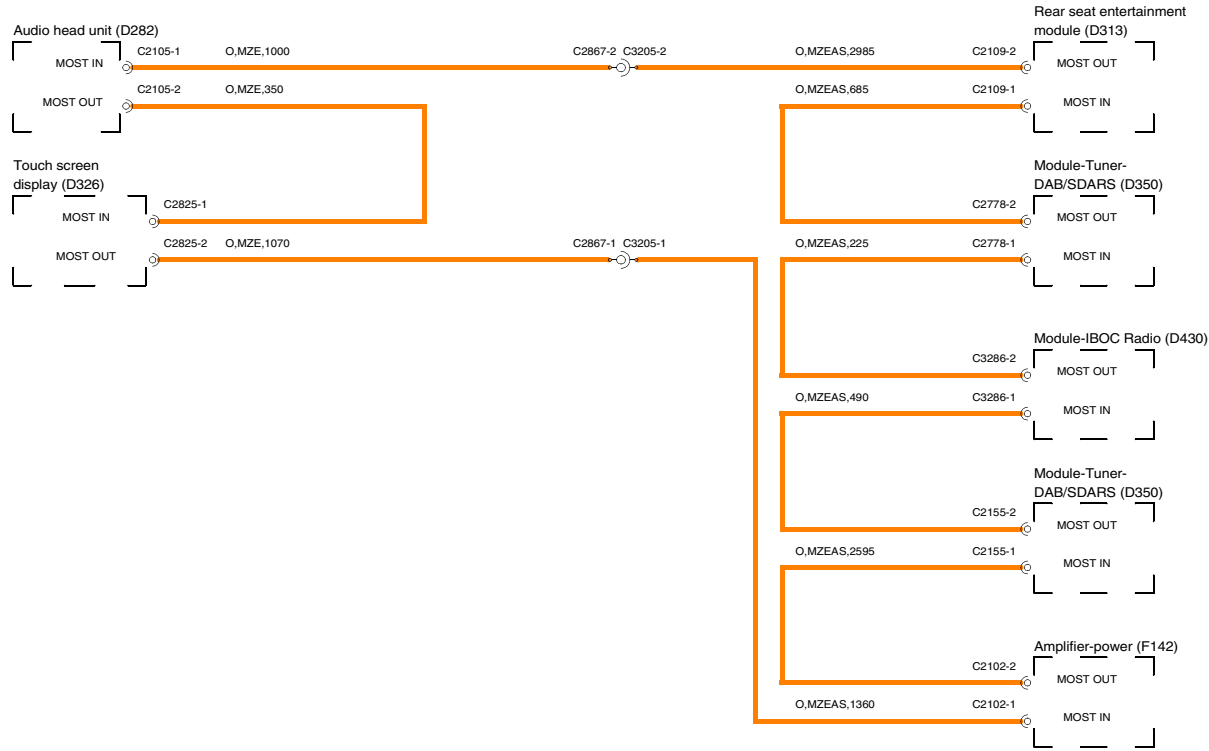 Audio head unit (D282)
MOST IN
C2105-1
O,MZE,1000
C2867-2
C3205-2
MOST OUT
C2105-2
O,MZE,350
Touch screen
display (D326)
MOST IN
C2825-1
MOST OUT
C2825-2
O,MZE,1070
C2867-1
C3205-1
Rear seat entertainment
module (D313)
O,MZEAS,2985
C2109-2
MOST OUT
O,MZEAS,685
C2109-1
MOST IN
Module-Tuner-
DAB/SDARS (D350)
C2778-2
MOST OUT
O,MZEAS,225
C2778-1
MOST IN
Module-IBOC Radio (D430)
C3286-2
MOST OUT
O,MZEAS,490
C3286-1
MOST IN
Module-Tuner-
DAB/SDARS (D350)
C2155-2
MOST OUT
O,MZEAS,2595
C2155-1
MOST IN
Amplifier-power (F142)
C2102-2
MOST OUT
O,MZEAS,1360
C2102-1
MOST IN